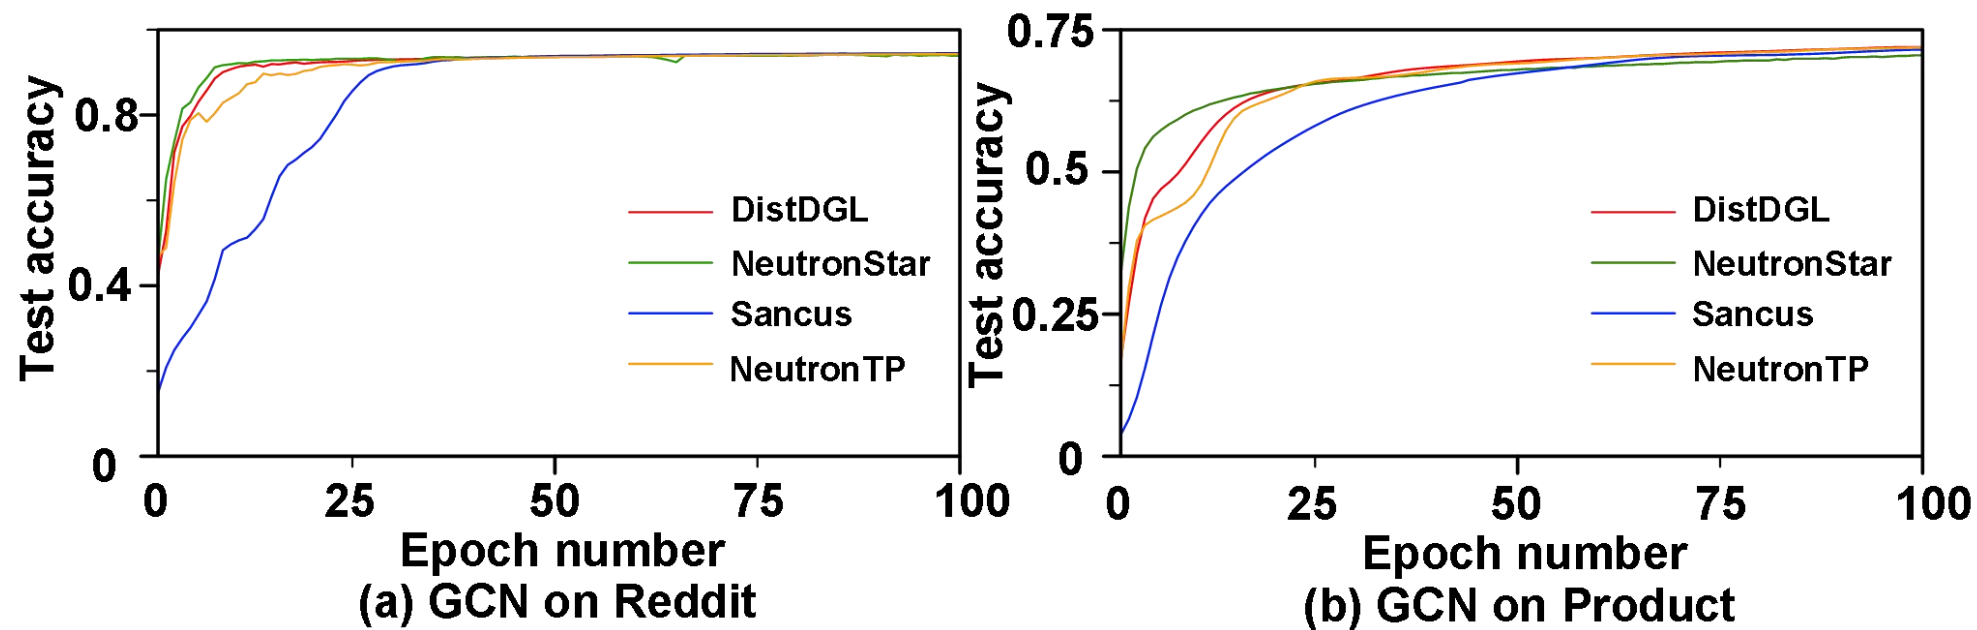 Test accuracy
0.8
0.4
0
0 25 50 75 100
DistDGL
NeutronStar
Sancus
NeutronTP
Epoch number
(a) GCN on Reddit
Test accuracy
0.75
0.5
0.25
0
0 25 50 75 100
DistDGL
NeutronStar
Sancus
NeutronTP
Epoch number
(b) GCN on Product